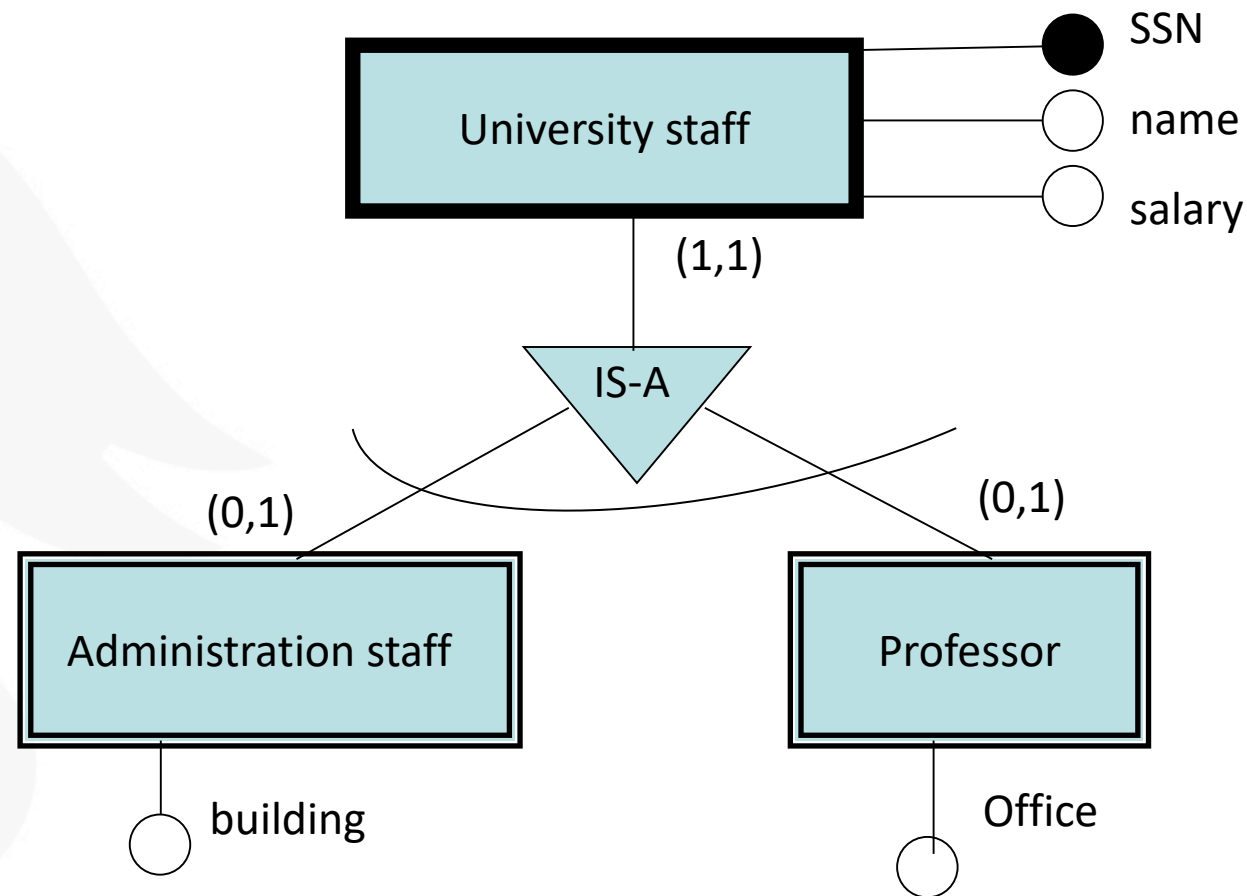 SSN
University staff
name
salary
(1,1)
IS-A
(0,1)
(0,1)
Administration staff
Professor
building
Office